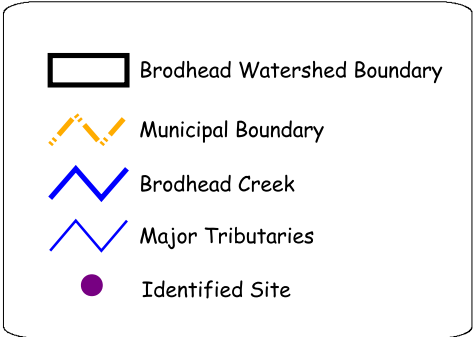 Brodhead Watershed Boundary
Municipal Boundary
Brodhead Creek
Major Tributaries
Identified Site